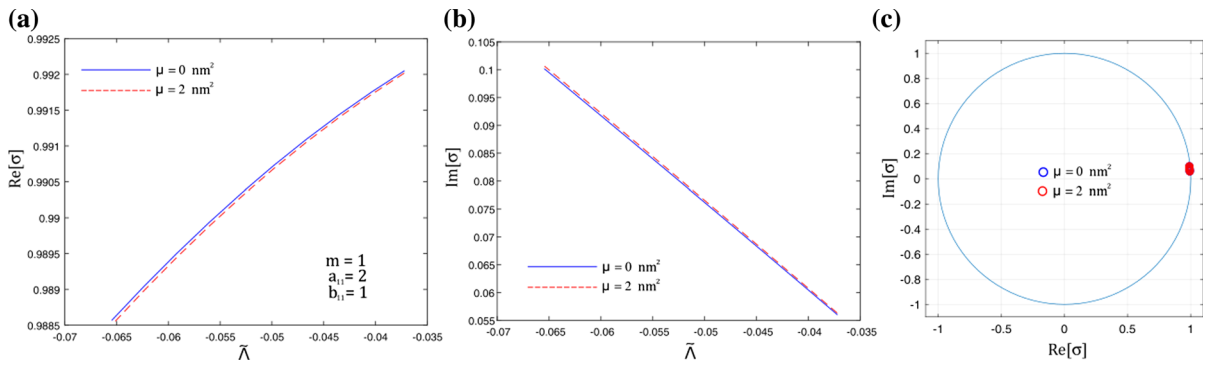 (a)
0.9925
0.992
0.9915
0.991
0.9905
0.99
0.9895
0.989
0.9885
Re[σ]
μ = 0 nm²
μ = 2 nm²
m = 1
a₁₁= 2
b₁₁= 1
-0.07 -0.065 -0.06 -0.055 -0.05 -0.045 -0.04 -0.035
Λ̃
(b)
0.105
0.1
0.095
0.09
0.085
0.08
0.075
0.07
0.065
0.06
0.055
Im[σ]
μ = 0 nm²
μ = 2 nm²
-0.07 -0.065 -0.06 -0.055 -0.05 -0.045 -0.04 -0.035
Λ̃
(c)
1
0.8
0.6
0.4
0.2
0
-0.2
-0.4
-0.6
-0.8
-1
Im[σ]
μ = 0 nm²
μ = 2 nm²
-1 -0.5 0 0.5 1
Re[σ]